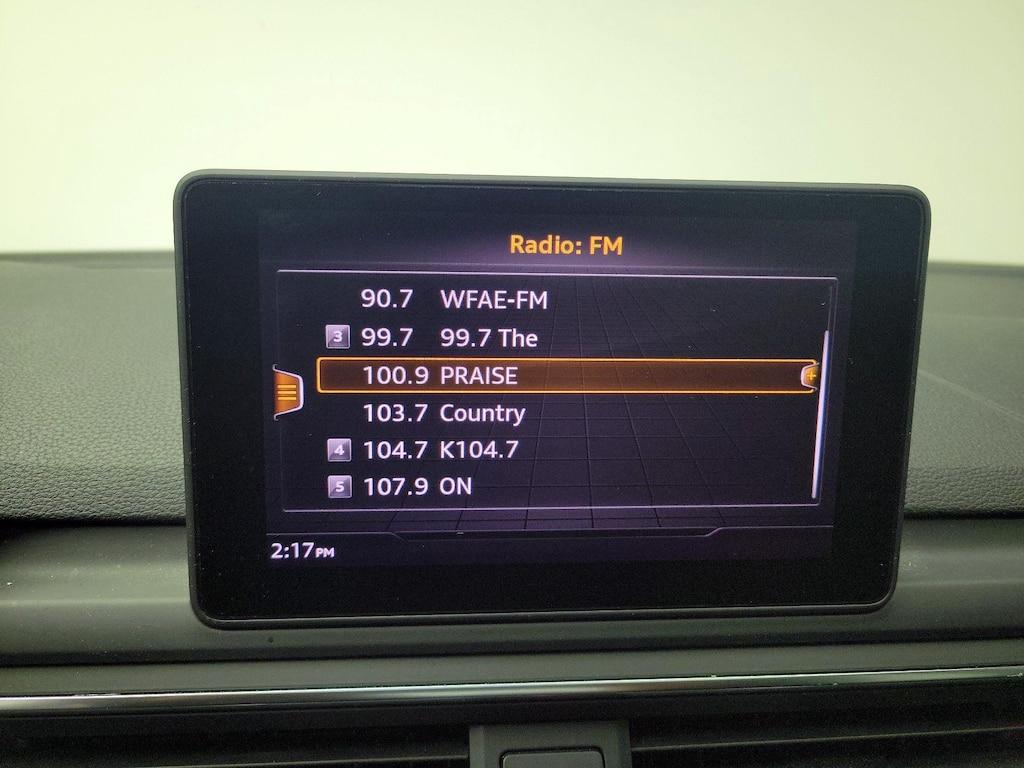 Radio: FM
90.7 WFAE-FM
3 99.7 99.7 The
100.9 PRAISE
103.7 Country
4 104.7 K104.7
5 107.9 ON
2:17PM